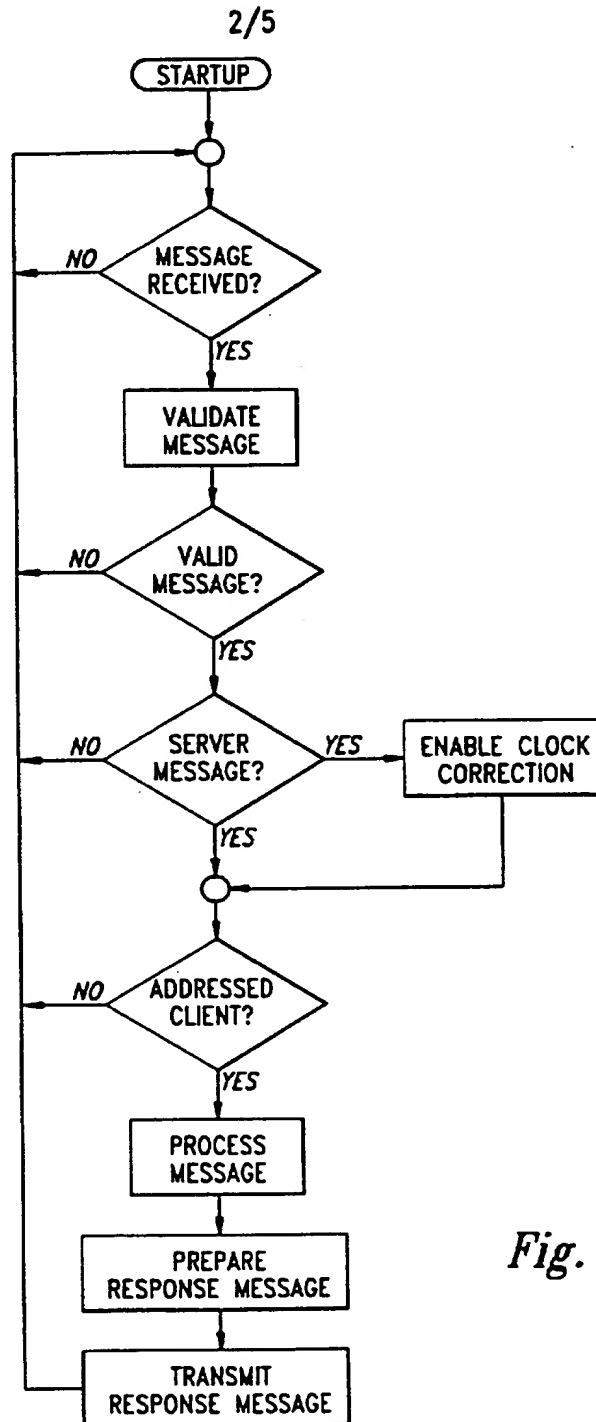 2/5
STARTUP
MESSAGE
RECEIVED?
NO
YES
VALIDATE
MESSAGE
VALID
MESSAGE?
NO
YES
SERVER
MESSAGE?
NO
YES
ENABLE CLOCK
CORRECTION
YES
ADDRESSED
CLIENT?
NO
YES
PROCESS
MESSAGE
PREPARE
RESPONSE MESSAGE
TRANSMIT
RESPONSE MESSAGE
Fig.